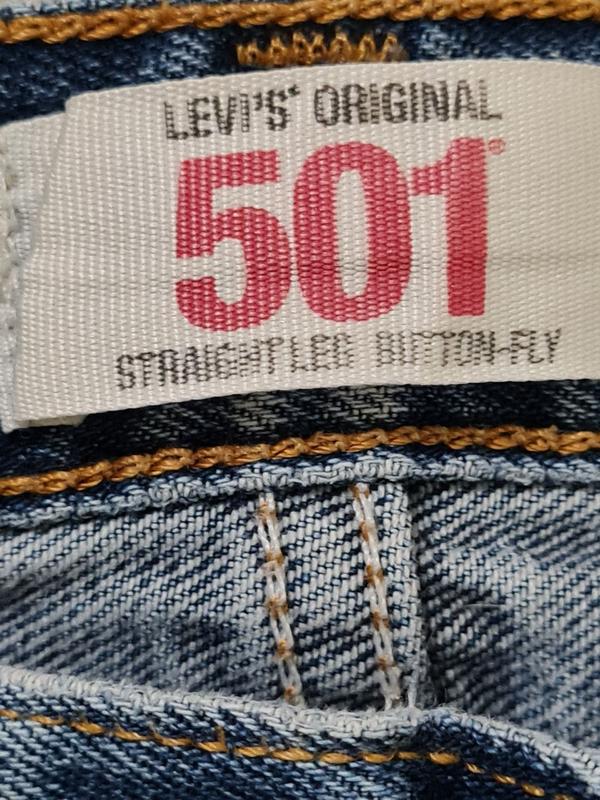 LEVI'S® ORIGINAL
501®
STRAIGHT LEG BUTTON-FLY